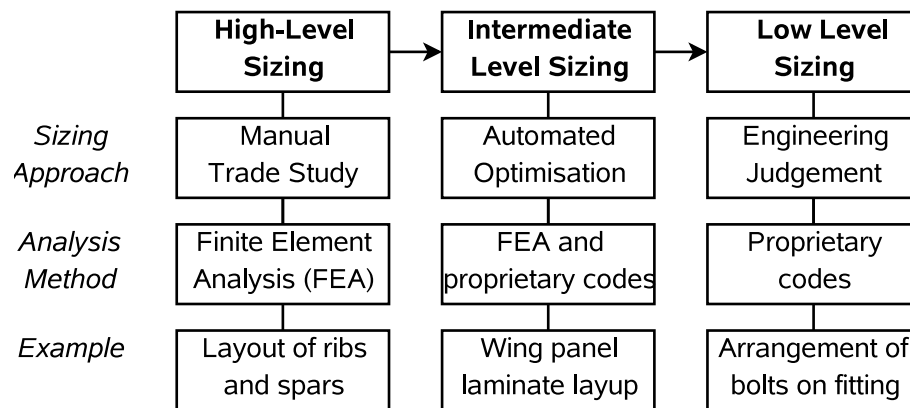 High-Level
Sizing
Intermediate
Level Sizing
Low Level
Sizing
Sizing
Approach
Manual
Trade Study
Automated
Optimisation
Engineering
Judgement
Analysis
Method
Finite Element
Analysis (FEA)
FEA and
proprietary codes
Proprietary
codes
Example
Layout of ribs
and spars
Wing panel
laminate layup
Arrangement of
bolts on fitting